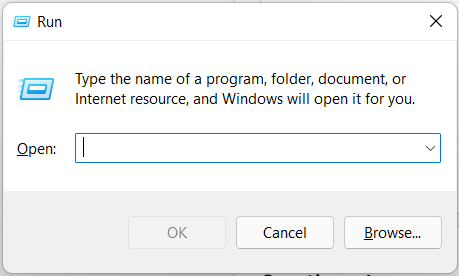 Run
Type the name of a program, folder, document, or
Internet resource, and Windows will open it for you.
Open:
OK Cancel Browse...